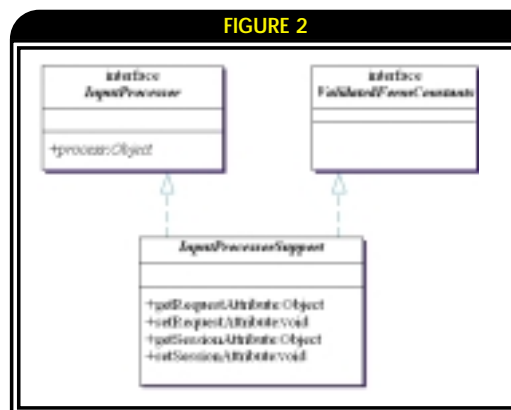 FIGURE 2
interface
InputProcessor
+process:Object
interface
ValidatedFormConstants
InputProcessorSupport
+getRequestAttribute:Object
+setRequestAttribute:void
+getSessionAttribute:Object
+setSessionAttribute:void